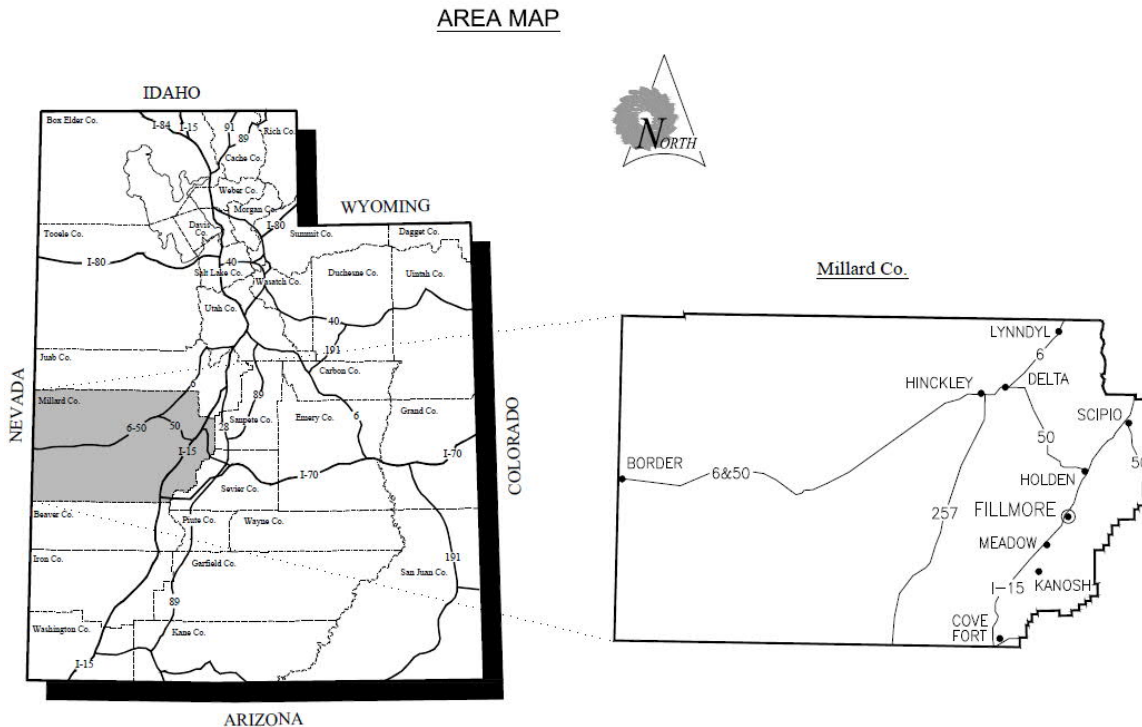 AREA MAP
IDAHO
Box Elder Co.
I-84
I-15
91
89
Rich Co.
Cache Co.
Weber Co.
Morgan Co.
WYOMING
Tooele Co.
Davis
Co.
I-80
Summit Co.
Dagget Co.
I-80
40
Salt Lake Co.
Wasatch Co.
Duchesne Co.
Uintah Co.
Utah Co.
40
191
Juab Co.
Carbon Co.
NEVADA
6
Millard Co.
89
Sanpete Co.
Emery Co.
6
Grand Co.
COLORADO
6-50
50
28
I-15
I-70
I-70
Sevier Co.
Beaver Co.
Piute Co.
Wayne Co.
Iron Co.
Garfield Co.
191
San Juan Co.
89
Washington Co.
Kane Co.
I-15
ARIZONA
NORTH
Millard Co.
LYNNDYL
6
HINCKLEY
DELTA
SCIPIO
50
50
BORDER
6&50
HOLDEN
257
FILLMORE
MEADOW
I-15
KANOSH
COVE
FORT